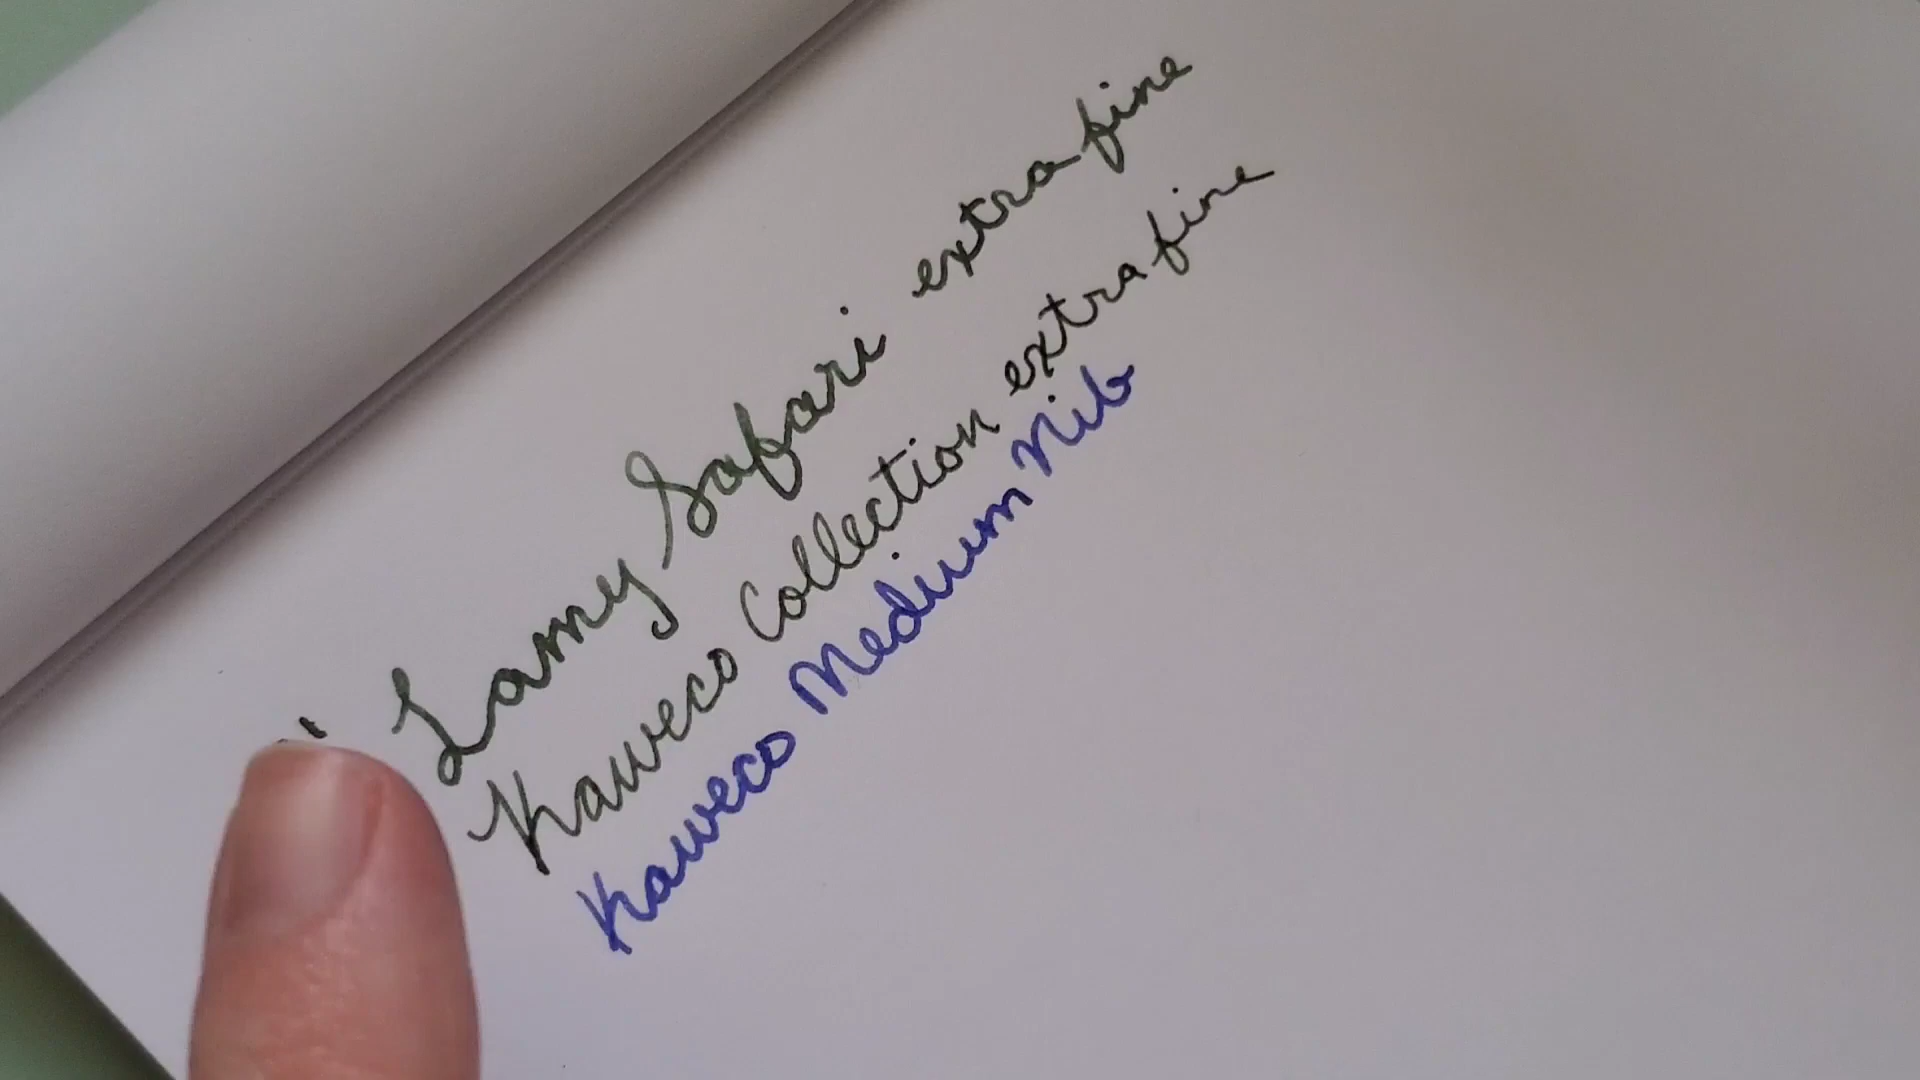 Lamy Safari extra fine
Kaweco Collection extra fine
Kaweco Medium Nib